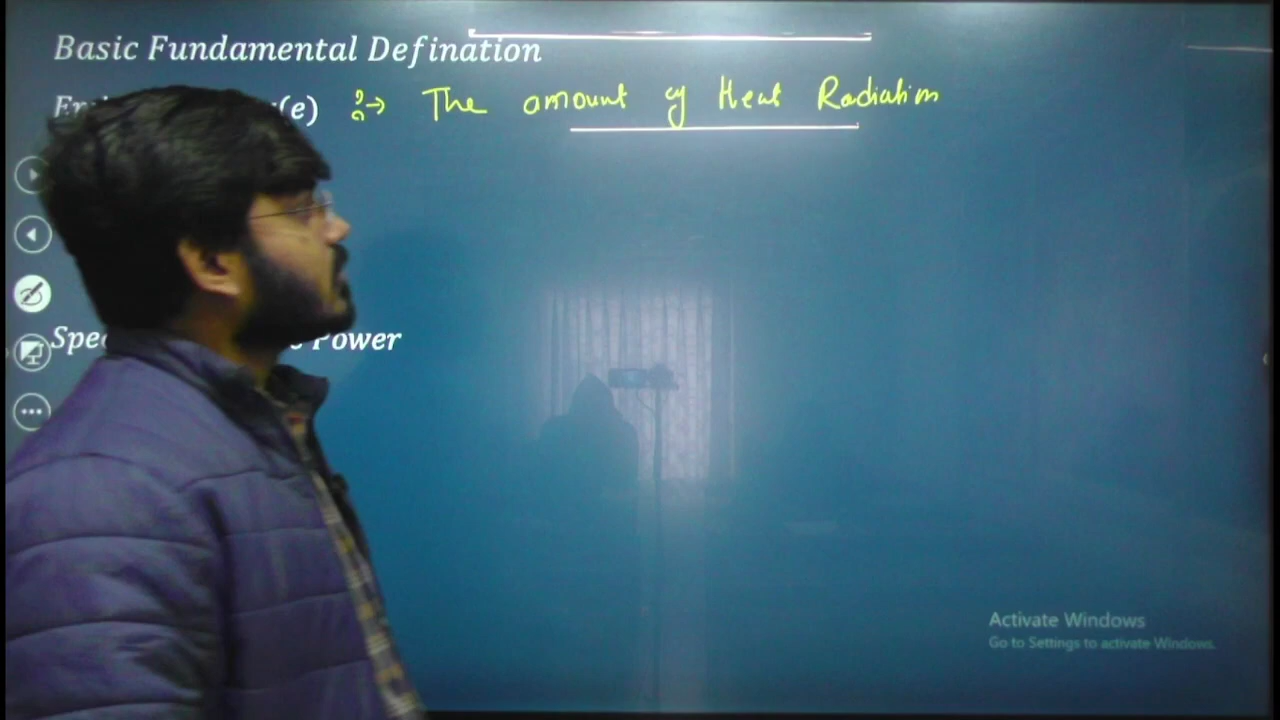 Basic Fundamental Defination
(e) The amount of Heat Radiation
Power
Activate Windows
Go to Settings to activate Windows.